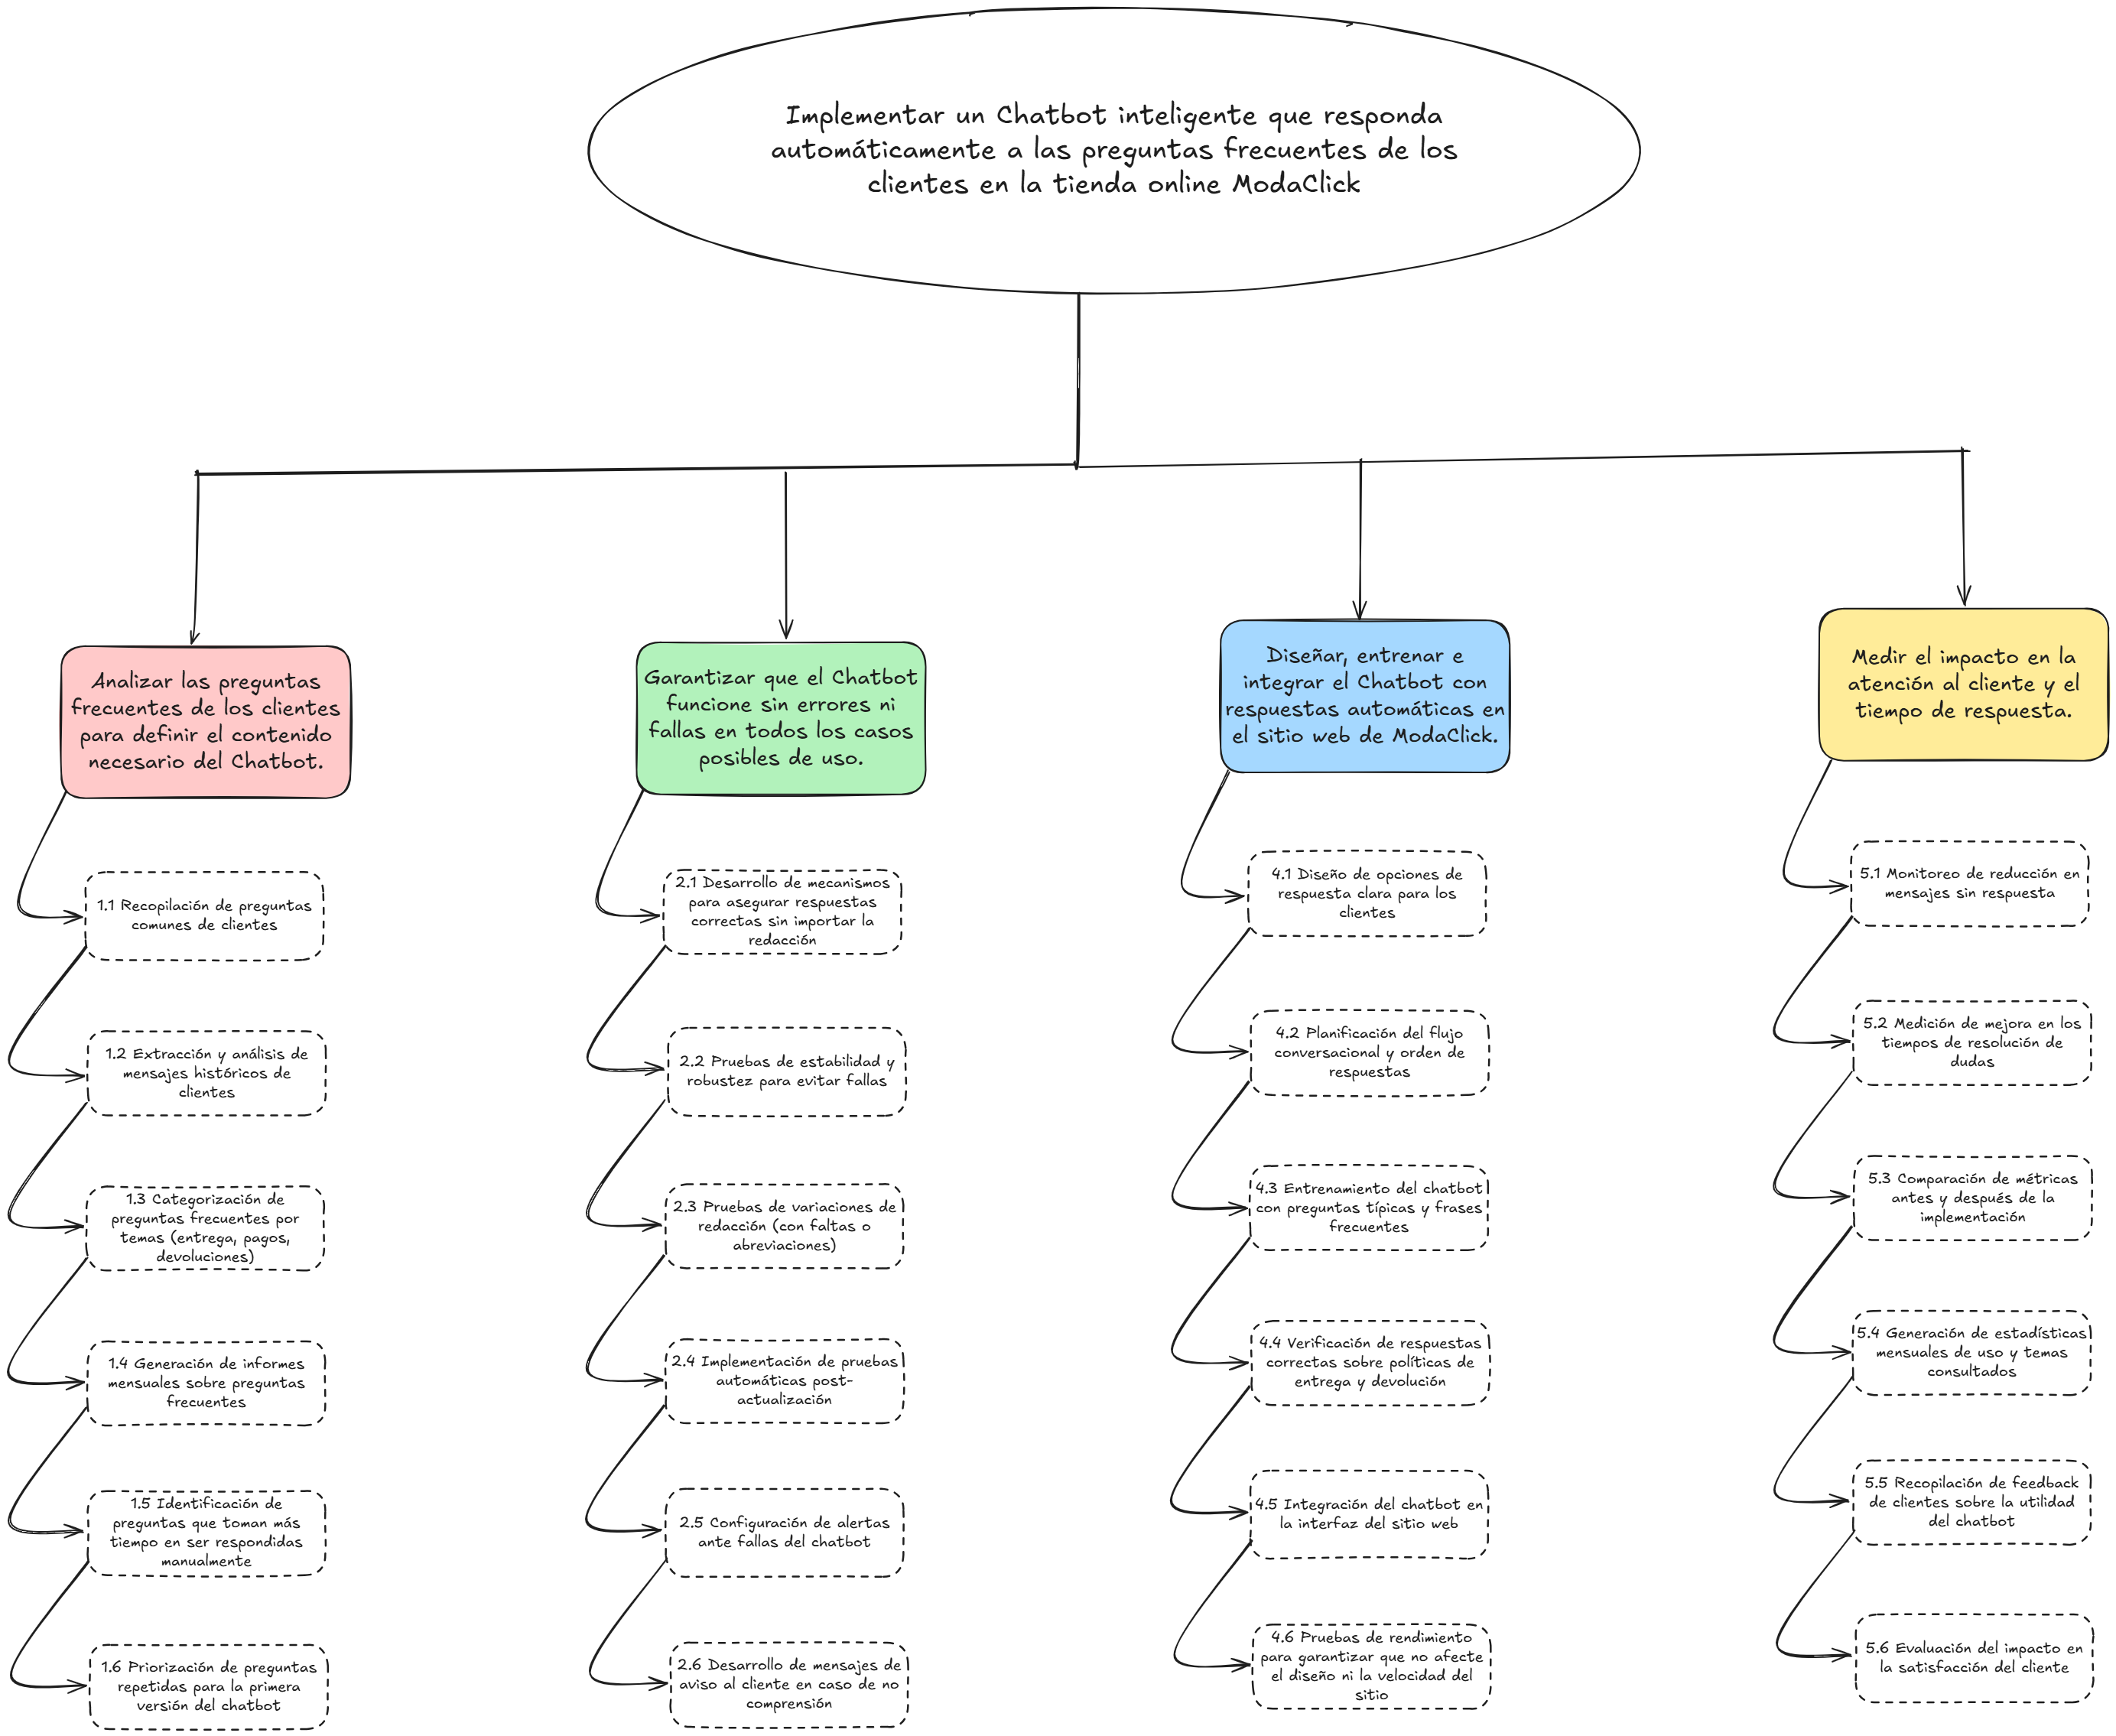 Implementar un Chatbot inteligente que responda
automáticamente a las preguntas frecuentes de los
clientes en la tienda online ModaClick
Analizar las preguntas
frecuentes de los clientes
para definir el contenido
necesario del Chatbot.
1.1 Recopilación de preguntas
comunes de clientes
1.2 Extracción y análisis de
mensajes históricos de
clientes
1.3 Categorización de
preguntas frecuentes por
temas (entrega, pagos,
devoluciones)
1.4 Generación de informes
mensuales sobre preguntas
frecuentes
1.5 Identificación de
preguntas que toman más
tiempo en ser respondidas
manualmente
1.6 Priorización de preguntas
repetidas para la primera
versión del chatbot
Garantizar que el Chatbot
funcione sin errores ni
fallas en todos los casos
posibles de uso.
2.1 Desarrollo de mecanismos
para asegurar respuestas
correctas sin importar la
redacción
2.2 Pruebas de estabilidad y
robustez para evitar fallas
2.3 Pruebas de variaciones de
redacción (con faltas o
abreviaciones)
2.4 Implementación de pruebas
automáticas post-
actualización
2.5 Configuración de alertas
ante fallas del chatbot
2.6 Desarrollo de mensajes de
aviso al cliente en caso de no
comprensión
Diseñar, entrenar e
integrar el Chatbot con
respuestas automáticas en
el sitio web de ModaClick.
4.1 Diseño de opciones de
respuesta clara para los
clientes
4.2 Planificación del flujo
conversacional y orden de
respuestas
4.3 Entrenamiento del chatbot
con preguntas típicas y frases
frecuentes
4.4 Verificación de respuestas
correctas sobre políticas de
entrega y devolución
4.5 Integración del chatbot en
la interfaz del sitio web
4.6 Pruebas de rendimiento
para garantizar que no afecte
el diseño ni la velocidad del
sitio
Medir el impacto en la
atención al cliente y el
tiempo de respuesta.
5.1 Monitoreo de reducción en
mensajes sin respuesta
5.2 Medición de mejora en los
tiempos de resolución de
dudas
5.3 Comparación de métricas
antes y después de la
implementación
5.4 Generación de estadísticas
mensuales de uso y temas
consultados
5.5 Recopilación de feedback
de clientes sobre la utilidad
del chatbot
5.6 Evaluación del impacto en
la satisfacción del cliente